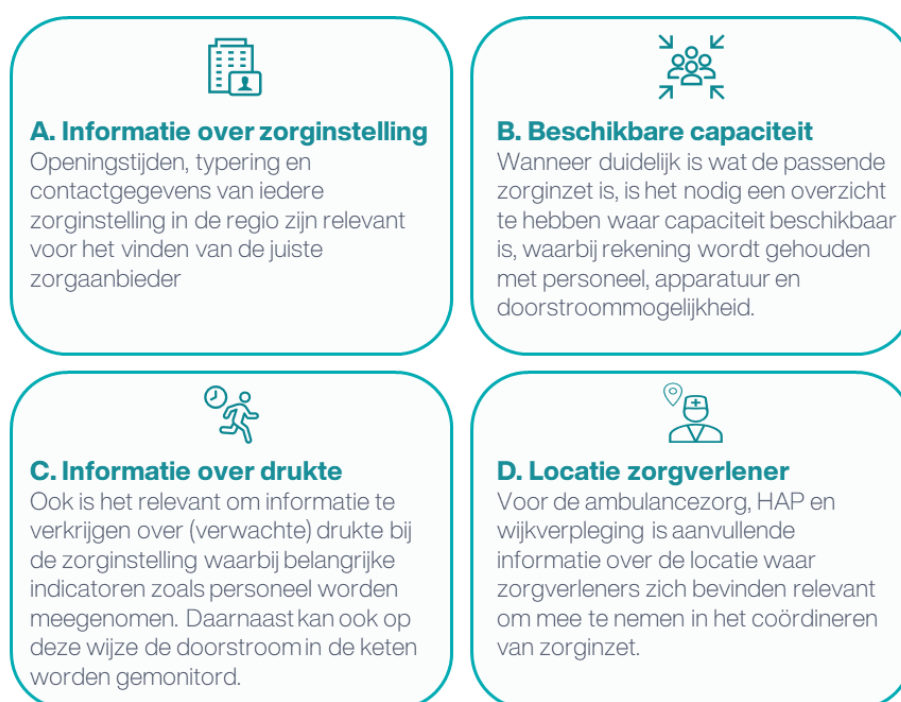 A. Informatie over zorginstelling
Openingstijden, typering en
contactgegevens van iedere
zorginstelling in de regio zijn relevant
voor het vinden van de juiste
zorgaanbieder
B. Beschikbare capaciteit
Wanneer duidelijk is wat de passende
zorginzet is, is het nodig een overzicht
te hebben waar capaciteit beschikbaar
is, waarbij rekening wordt gehouden
met personeel, apparatuur en
doorstroommogelijkheid.
C. Informatie over drukte
Ook is het relevant om informatie te
verkrijgen over (verwachte) drukte bij
de zorginstelling waarbij belangrijke
indicatoren zoals personeel worden
meegenomen. Daarnaast kan ook op
deze wijze de doorstroom in de keten
worden gemonitord.
D. Locatie zorgverlener
Voor de ambulancezorg, HAP en
wijkverpleging is aanvullende
informatie over de locatie waar
zorgverleners zich bevinden relevant
om mee te nemen in het coördineren
van zorginzet.